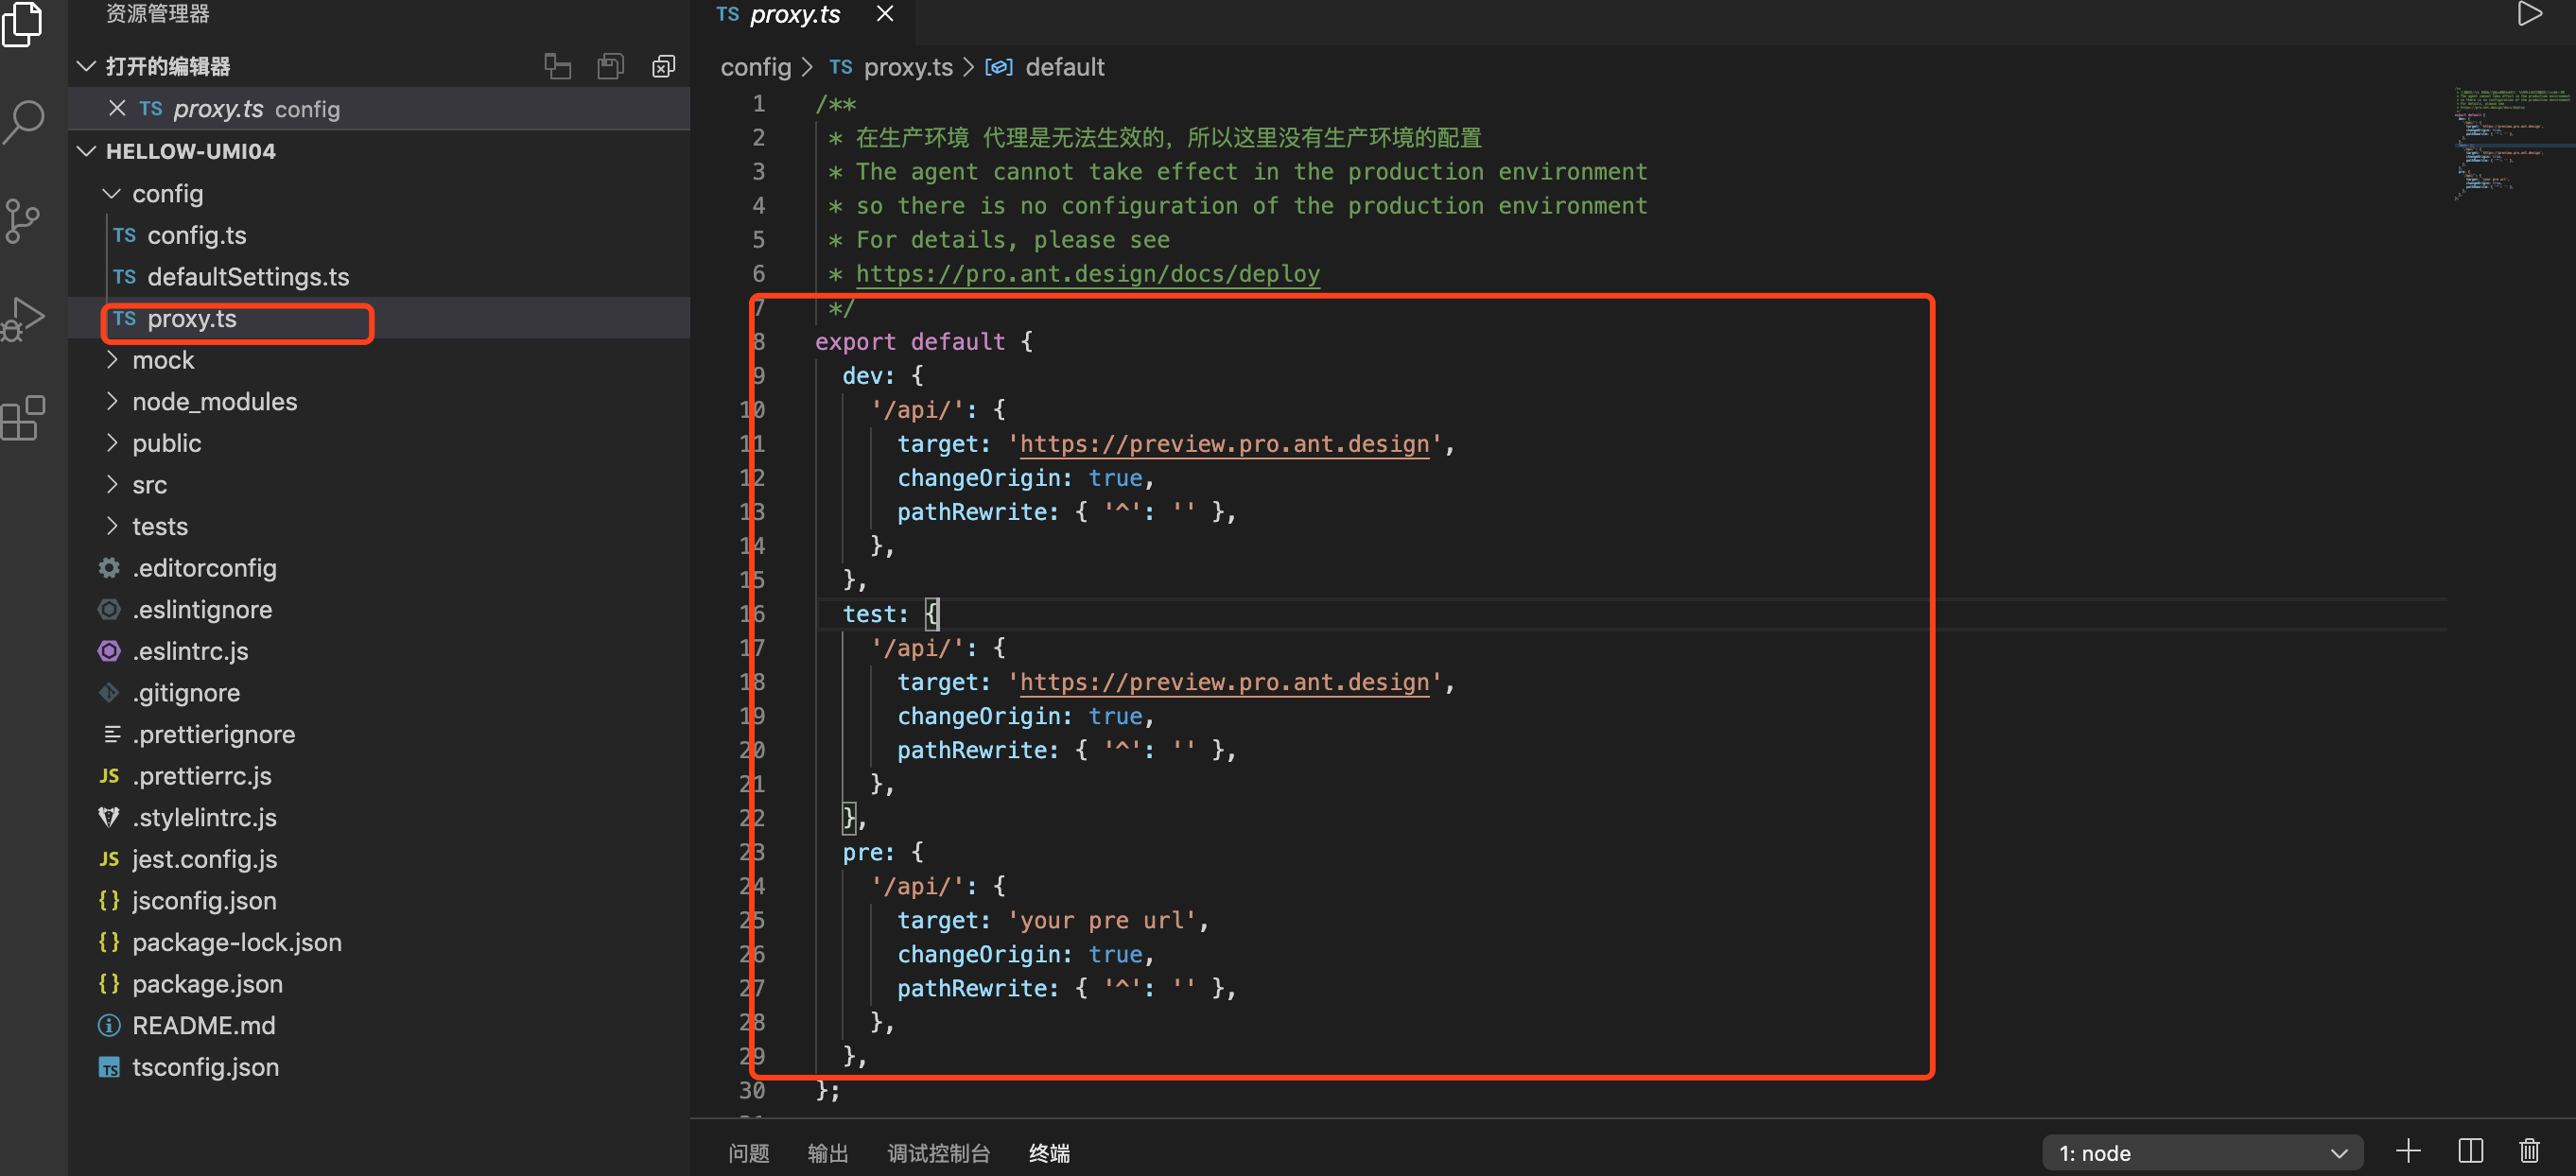 资源管理器
打开的编辑器
TS proxy.ts config
HELLOW-UMI04
config
TS config.ts
TS defaultSettings.ts
TS proxy.ts
mock
node_modules
public
src
tests
.editorconfig
.eslintignore
.eslintrc.js
.gitignore
.prettierignore
JS .prettierrc.js
.stylelintrc.js
JS jest.config.js
{} jsconfig.json
{} package-lock.json
{} package.json
README.md
TS tsconfig.json
TS proxy.ts
config > TS proxy.ts > default
1 /**
2 * 在生产环境 代理是无法生效的，所以这里没有生产环境的配置
3 * The agent cannot take effect in the production environment
4 * so there is no configuration of the production environment
5 * For details, please see
6 * https://pro.ant.design/docs/deploy
7 */
8 export default {
9 dev: {
10 '/api/': {
11 target: 'https://preview.pro.ant.design',
12 changeOrigin: true,
13 pathRewrite: { '^': '' },
14 },
15 },
16 test: {
17 '/api/': {
18 target: 'https://preview.pro.ant.design',
19 changeOrigin: true,
20 pathRewrite: { '^': '' },
21 },
22 },
23 pre: {
24 '/api/': {
25 target: 'your pre url',
26 changeOrigin: true,
27 pathRewrite: { '^': '' },
28 },
29 },
30 };
问题 输出 调试控制台 终端
1: node